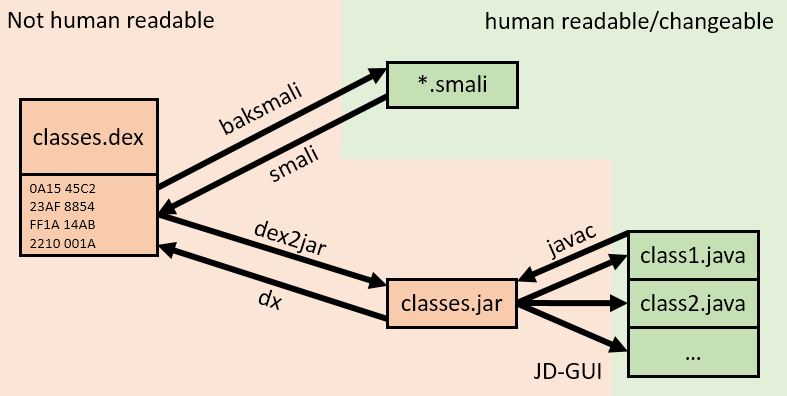 Not human readable
human readable/changeable
baksmali
*.smali
classes.dex
smali
0A15 45C2
23AF 8854
FF1A 14AB
2210 001A
dex2jar
javac
class1.java
dx
classes.jar
class2.java
...
JD-GUI